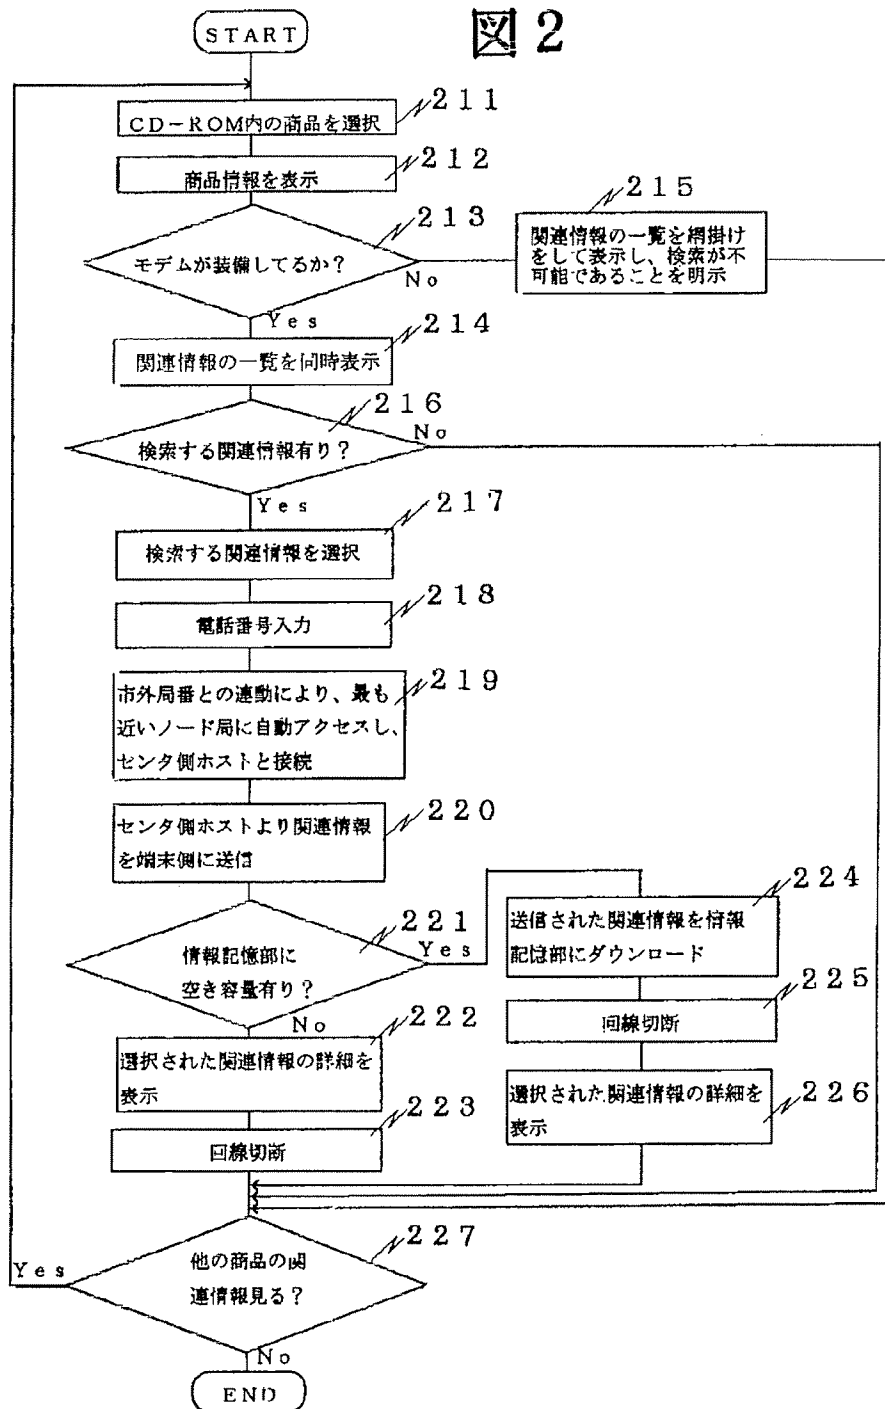 図2
START
211
CD-ROM内の商品を選択
212
商品情報を表示
213
モデムが装備してるか?
No
215
関連情報の一覧を網掛け
をして表示し、検索が不
可能であることを明示
Yes
214
関連情報の一覧を同時表示
216
検索する関連情報有り?
No
Yes
217
検索する関連情報を選択
218
電話番号入力
219
市外局番との連動により、最も
近いノード局に自動アクセスし、
センタ側ホストと接続
220
センタ側ホストより関連情報
を端末側に送信
221
情報記憶部に
空き容量有り?
Yes
224
送信された関連情報を情報
記憶部にダウンロード
225
回線切断
226
選択された関連情報の詳細を
表示
No
222
選択された関連情報の詳細を
表示
223
回線切断
227
他の商品の関
連情報見る?
Yes
No
END